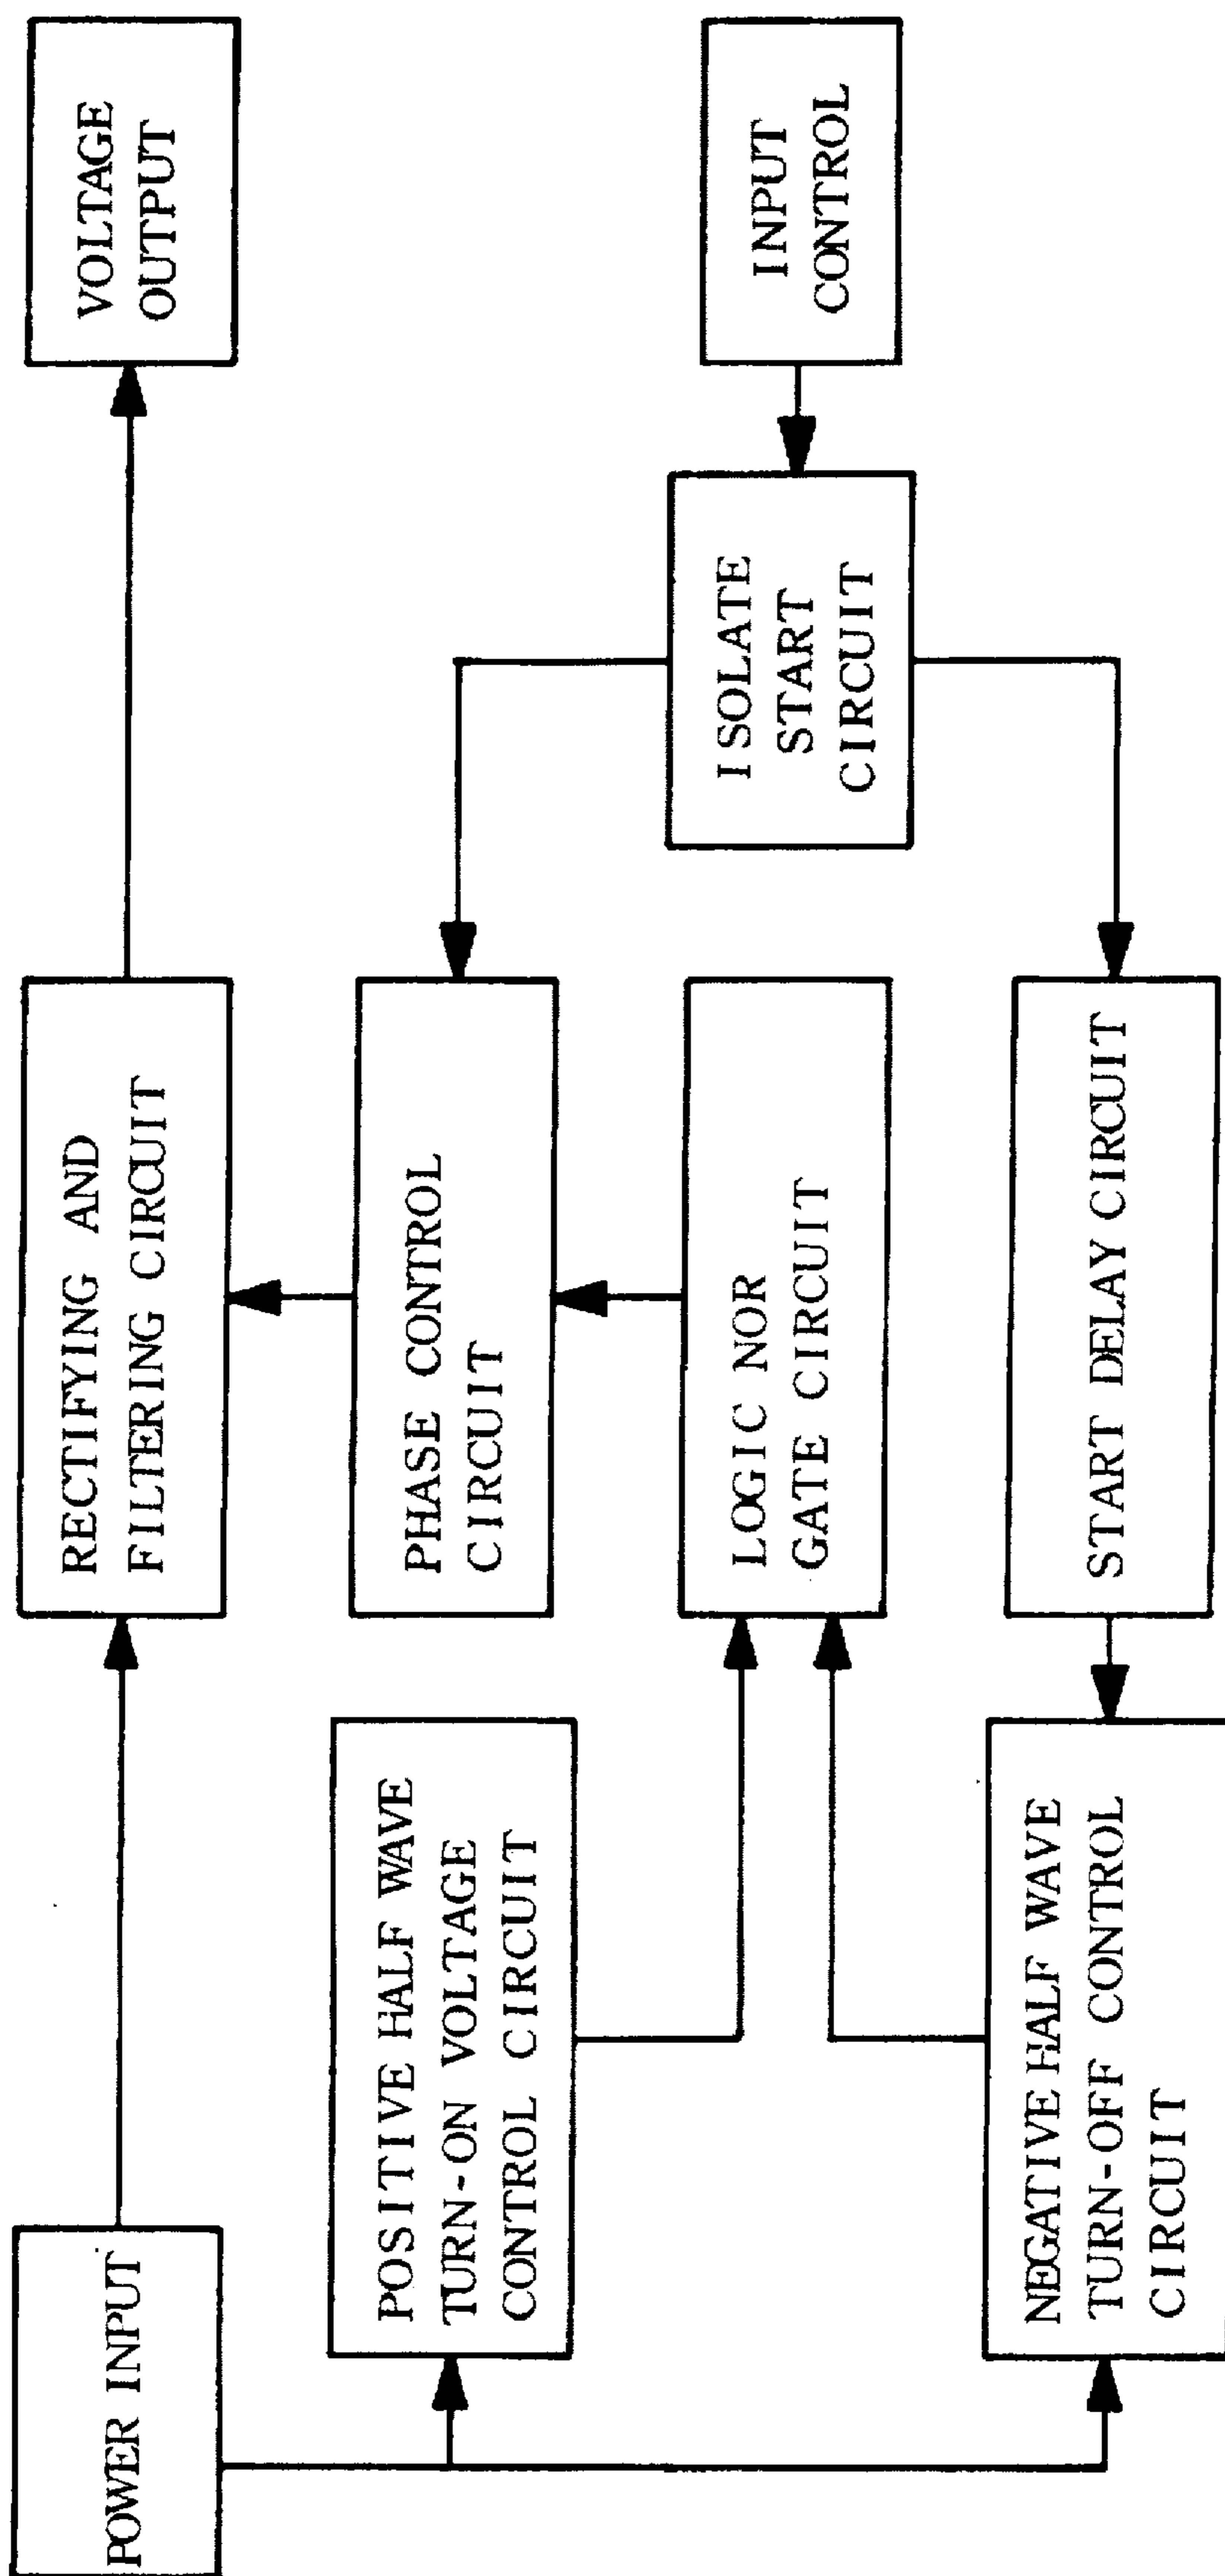 POWER INPUT
RECTIFYING AND
FILTERING CIRCUIT
VOLTAGE
OUTPUT
POSITIVE HALF WAVE
TURN-ON VOLTAGE
CONTROL CIRCUIT
PHASE CONTROL
CIRCUIT
LOGIC NOR
GATE CIRCUIT
ISOLATE
START
CIRCUIT
INPUT
CONTROL
NEGATIVE HALF WAVE
TURN-OFF CONTROL
CIRCUIT
START DELAY CIRCUIT